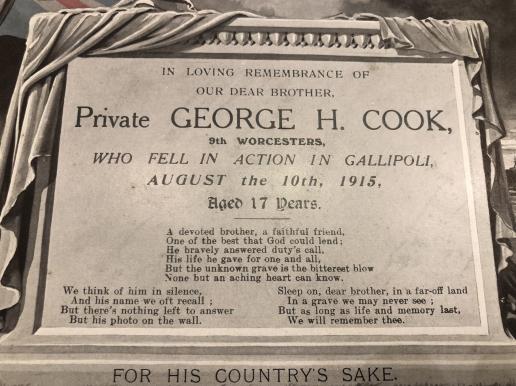 IN LOVING REMEMBRANCE OF
OUR DEAR BROTHER,
Private GEORGE H. COOK,
9th WORCESTERS,
WHO FELL IN ACTION IN GALLIPOLI,
AUGUST the 10th, 1915,
Aged 17 Years.
A devoted brother, a faithful friend,
One of the best that God could lend;
He bravely answered duty's call,
His life he gave for one and all,
But the unknown grave is the bitterest blow
None but an aching heart can know.
We think of him in silence,
And his name we oft recall ;
But there's nothing left to answer
But his photo on the wall.
Sleep on, dear brother, in a far-off land
In a grave we may never see ;
But as long as life and memory last,
We will remember thee.
FOR HIS COUNTRY'S SAKE.